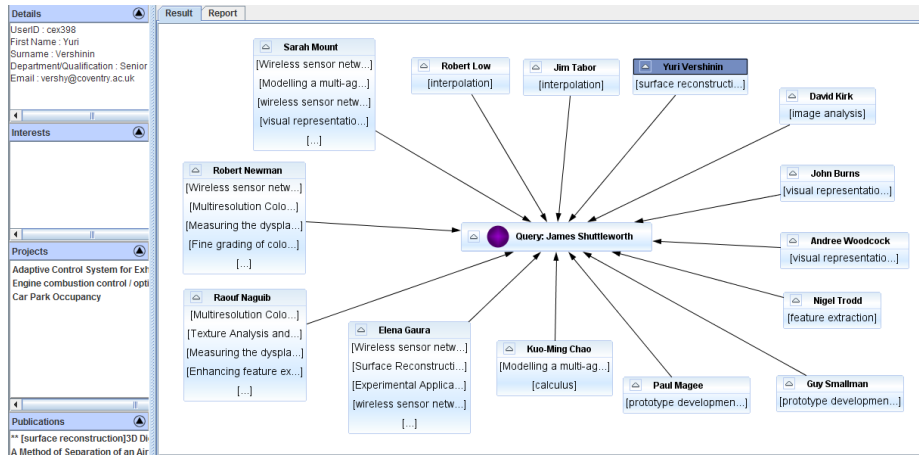 Details
UserID : cex398
First Name : Yuri
Surname : Vershinin
Department/Qualification : Senior
Email : vershy@coventry.ac.uk
Interests
Projects
Adaptive Control System for Exh
Engine combustion control / opti
Car Park Occupancy
Publications
** [surface reconstruction]3D Di
A Method of Separation of an Air
Result
Report
Sarah Mount
[Wireless sensor netw...]
[Modelling a multi-ag...]
[wireless sensor netw...]
[visual representatio...]
[...]
Robert Low
[interpolation]
Jim Tabor
[interpolation]
Yuri Vershinin
[surface reconstructi...]
David Kirk
[image analysis]
Robert Newman
[Wireless sensor netw...]
[Multiresolution Colo...]
[Measuring the dyspla...]
[Fine grading of colo...]
[...]
John Burns
[visual representatio...]
Query: James Shuttleworth
Andree Woodcock
[visual representatio...]
Raouf Naguib
[Multiresolution Colo...]
[Texture Analysis and...]
[Measuring the dyspla...]
[Enhancing feature ex...]
[...]
Elena Gaura
[Wireless sensor netw...]
[Surface Reconstructi...]
[Experimental Applica...]
[wireless sensor netw...]
[...]
Kuo-Ming Chao
[Modelling a multi-ag...]
[calculus]
Nigel Trodd
[feature extraction]
Paul Magee
[prototype developmen...]
Guy Smallman
[prototype developmen...]